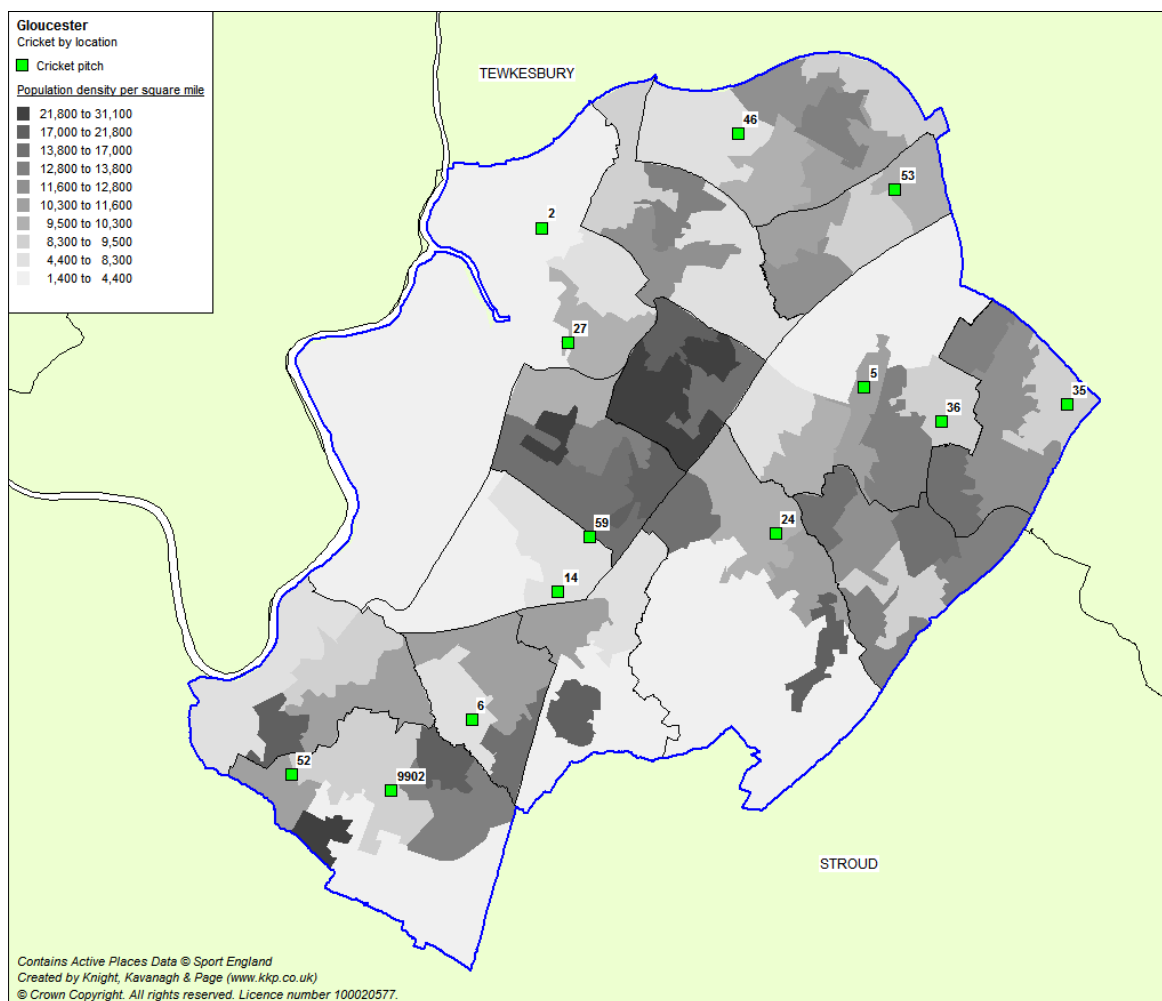 Gloucester
Cricket by location
Cricket pitch
Population density per square mile
21,800 to 31,100
17,000 to 21,800
13,800 to 17,000
12,800 to 13,800
11,600 to 12,800
10,300 to 11,600
9,500 to 10,300
8,300 to 9,500
4,400 to 8,300
1,400 to 4,400
TEWKESBURY
46
53
2
27
5
35
36
24
59
14
6
52
9902
STROUD
Contains Active Places Data © Sport England
Created by Knight, Kavanagh & Page (www.kkp.co.uk)
© Crown Copyright. All rights reserved. Licence number 100020577.